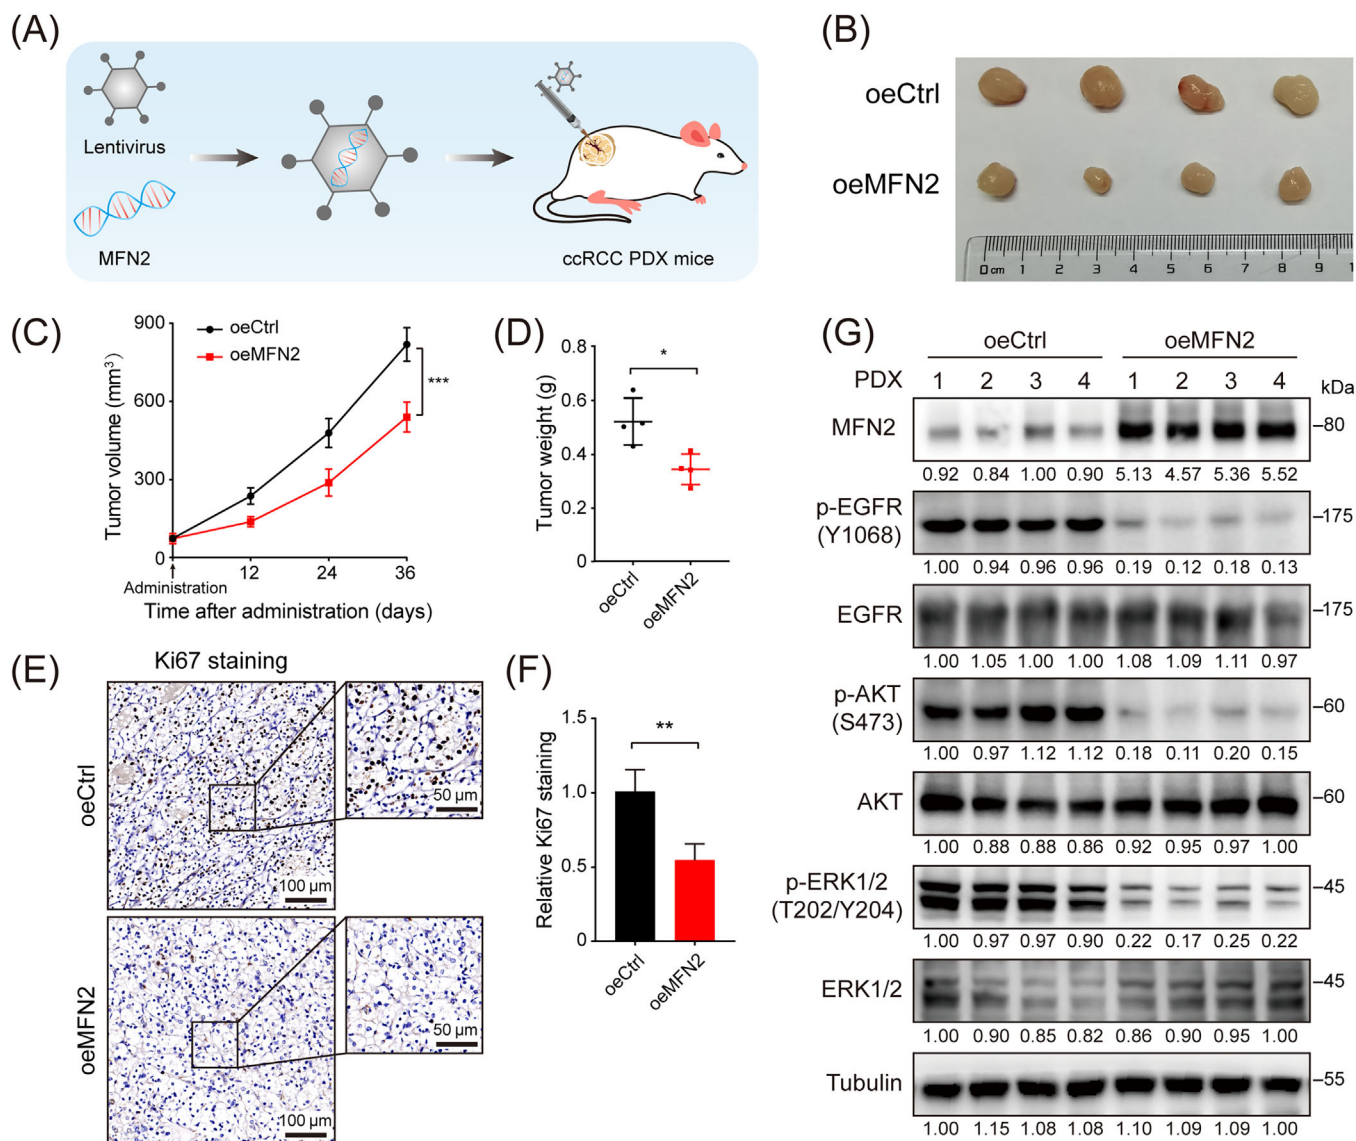 (A)
Lentivirus
MFN2
ccRCC PDX mice
(B)
oeCtrl
oeMFN2
0 cm 1 2 3 4 5 6 7 8 9 1
(C)
Tumor volume (mm³)
900
600
300
0
oeCtrl
oeMFN2
***
Administration
12 24 36
Time after administration (days)
(D)
Tumor weight (g)
0.8
0.6
0.4
0.2
0
*
oeCtrl
oeMFN2
(E)
Ki67 staining
oeCtrl
100 µm
50 µm
oeMFN2
100 µm
50 µm
(F)
Relative Ki67 staining
1.5
1.0
0.5
0
**
oeCtrl
oeMFN2
(G)
oeCtrl oeMFN2
PDX 1 2 3 4 1 2 3 4 kDa
MFN2 –80
0.92 0.84 1.00 0.90 5.13 4.57 5.36 5.52
p-EGFR
(Y1068)
–175
1.00 0.94 0.96 0.96 0.19 0.12 0.18 0.13
EGFR –175
1.00 1.05 1.00 1.00 1.08 1.09 1.11 0.97
p-AKT
(S473)
–60
1.00 0.97 1.12 1.12 0.18 0.11 0.20 0.15
AKT –60
1.00 0.88 0.88 0.86 0.92 0.95 0.97 1.00
p-ERK1/2
(T202/Y204)
–45
1.00 0.97 0.97 0.90 0.22 0.17 0.25 0.22
ERK1/2 –45
1.00 0.90 0.85 0.82 0.86 0.90 0.95 1.00
Tubulin –55
1.00 1.15 1.08 1.08 1.10 1.09 1.09 1.08